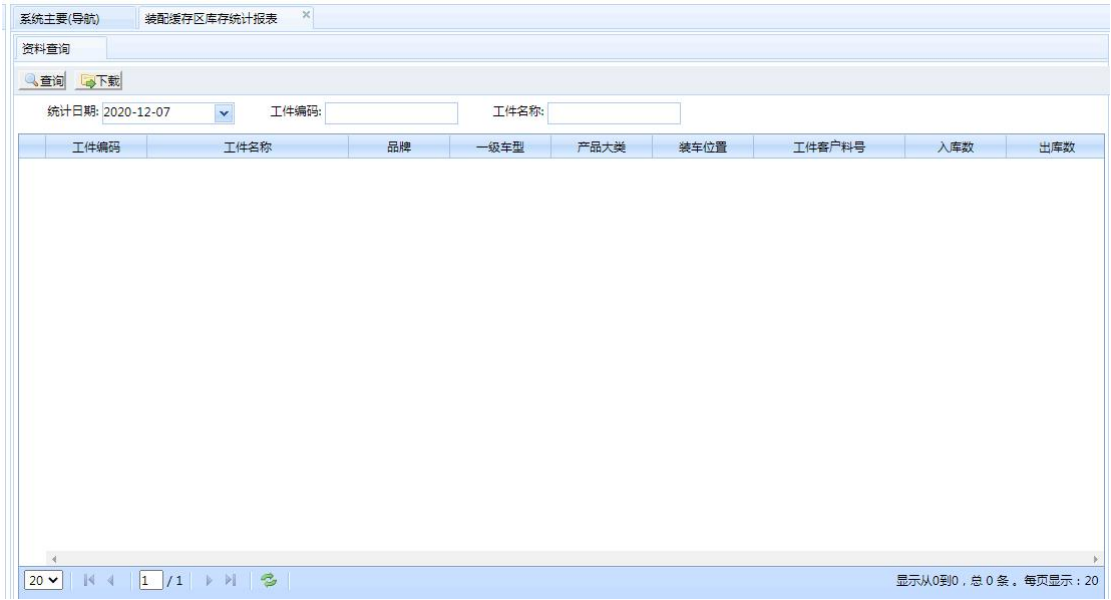 系统主要(导航) 装配缓存区库存统计报表
资料查询
查询 下载
统计日期: 2020-12-07 工件编码: 工件名称:
工件编码 工件名称 品牌 一级车型 产品大类 装车位置 工件客户料号 入库数 出库数
20 1 / 1 显示从0到0，总 0 条 。每页显示：20